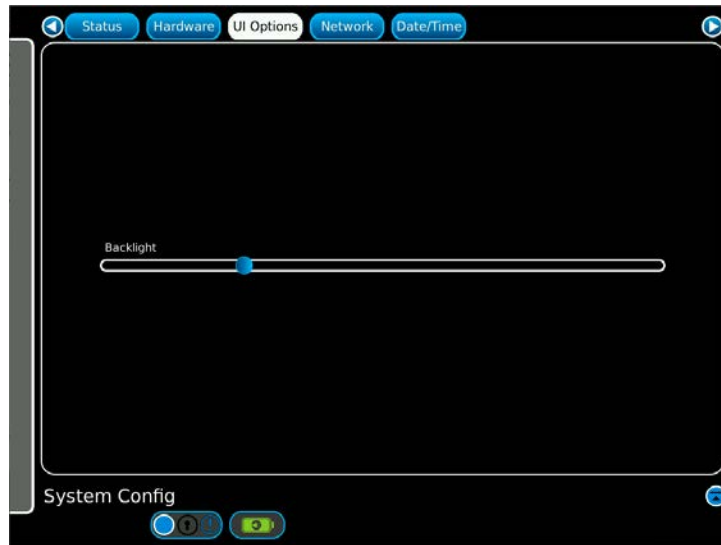 Status Hardware UI Options Network Date/Time
Backlight
System Config